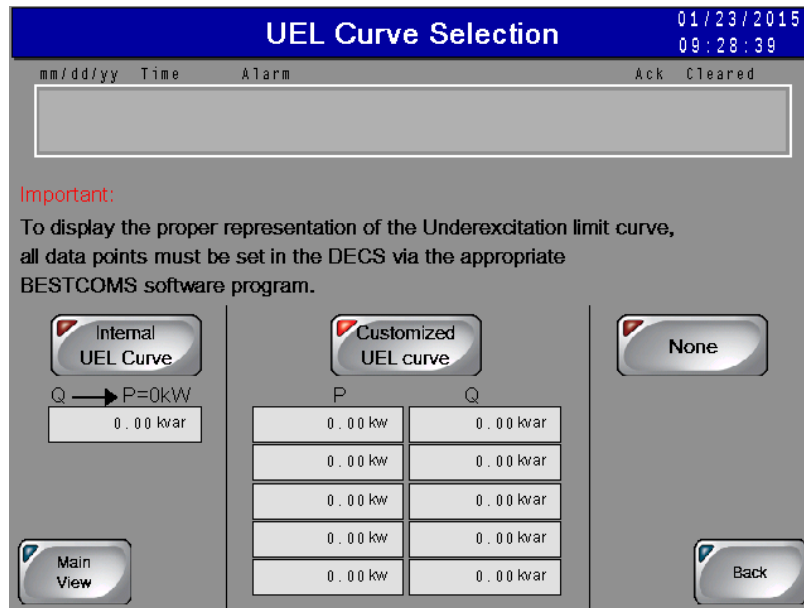 UEL Curve Selection
01/23/2015
09:28:39
mm/dd/yy Time Alarm Ack Cleared
Important:
To display the proper representation of the Underexcitation limit curve,
all data points must be set in the DECS via the appropriate
BESTCOMS software program.
Internal
UEL Curve
Q P=0kW
0.00 kvar
Customized
UEL curve
P Q
0.00 kw 0.00 kvar
0.00 kw 0.00 kvar
0.00 kw 0.00 kvar
0.00 kw 0.00 kvar
0.00 kw 0.00 kvar
None
Main
View
Back